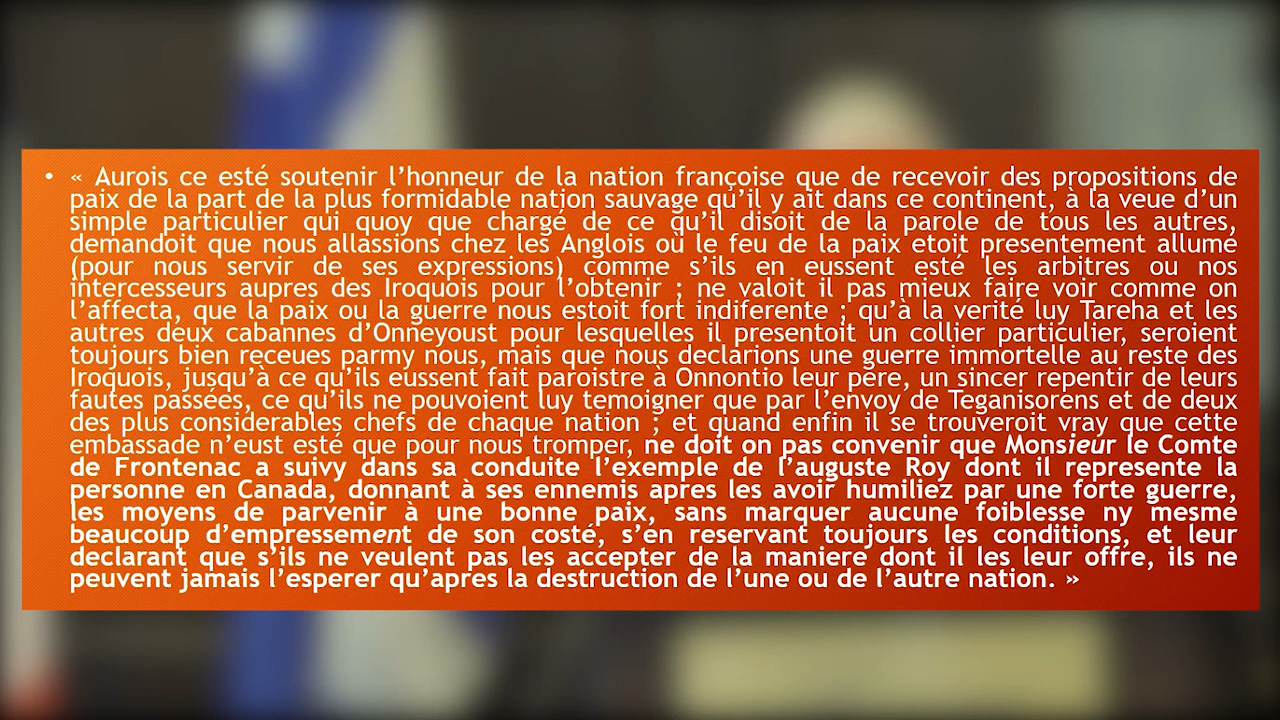 • « Aurois ce esté soutenir l’honneur de la nation françoise que de recevoir des propositions de
paix de la part de la plus formidable nation sauvage qu’il y ait dans ce continent, à la veue d’un
simple particulier qui quoy que chargé de ce qu’il disoit de la parole de tous les autres,
demandoit que nous allassions chez les Anglois ou le feu de la paix etoit presentement allumé
(pour nous servir de ses expressions) comme s’ils en eussent esté les arbitres ou nos
intercesseurs aupres des Iroquois pour l’obtenir ; ne valoit il pas mieux faire voir comme on
l’affecta, que la paix ou la guerre nous estoit fort indiferente ; qu’à la verité luy Tareha et les
autres deux cabannes d’Onneyoust pour lesquelles il presentoit un collier particulier, seroient
toujours bien receues parmy nous, mais que nous declarions une guerre immortelle au reste des
Iroquois, jusqu’à ce qu’ils eussent fait paroistre à Onnontio leur père, un sincer repentir de leurs
fautes passées, ce qu’ils ne pouvoient luy temoigner que par l’envoy de Teganisorens et de deux
des plus considerables chefs de chaque nation ; et quand enfin il se trouveroit vray que cette
embassade n’eust esté que pour nous tromper, ne doit on pas convenir que Monsieur le Comte
de Frontenac a suivy dans sa conduite l’exemple de l’auguste Roy dont il represente la
personne en Canada, donnant à ses ennemis apres les avoir humiliez par une forte guerre,
les moyens de parvenir à une bonne paix, sans marquer aucune foiblesse ny mesme
beaucoup d’empressement de son costé, s’en reservant toujours les conditions, et leur
declarant que s’ils ne veulent pas les accepter de la maniere dont il les leur offre, ils ne
peuvent jamais l’esperer qu’apres la destruction de l’une ou de l’autre nation. »